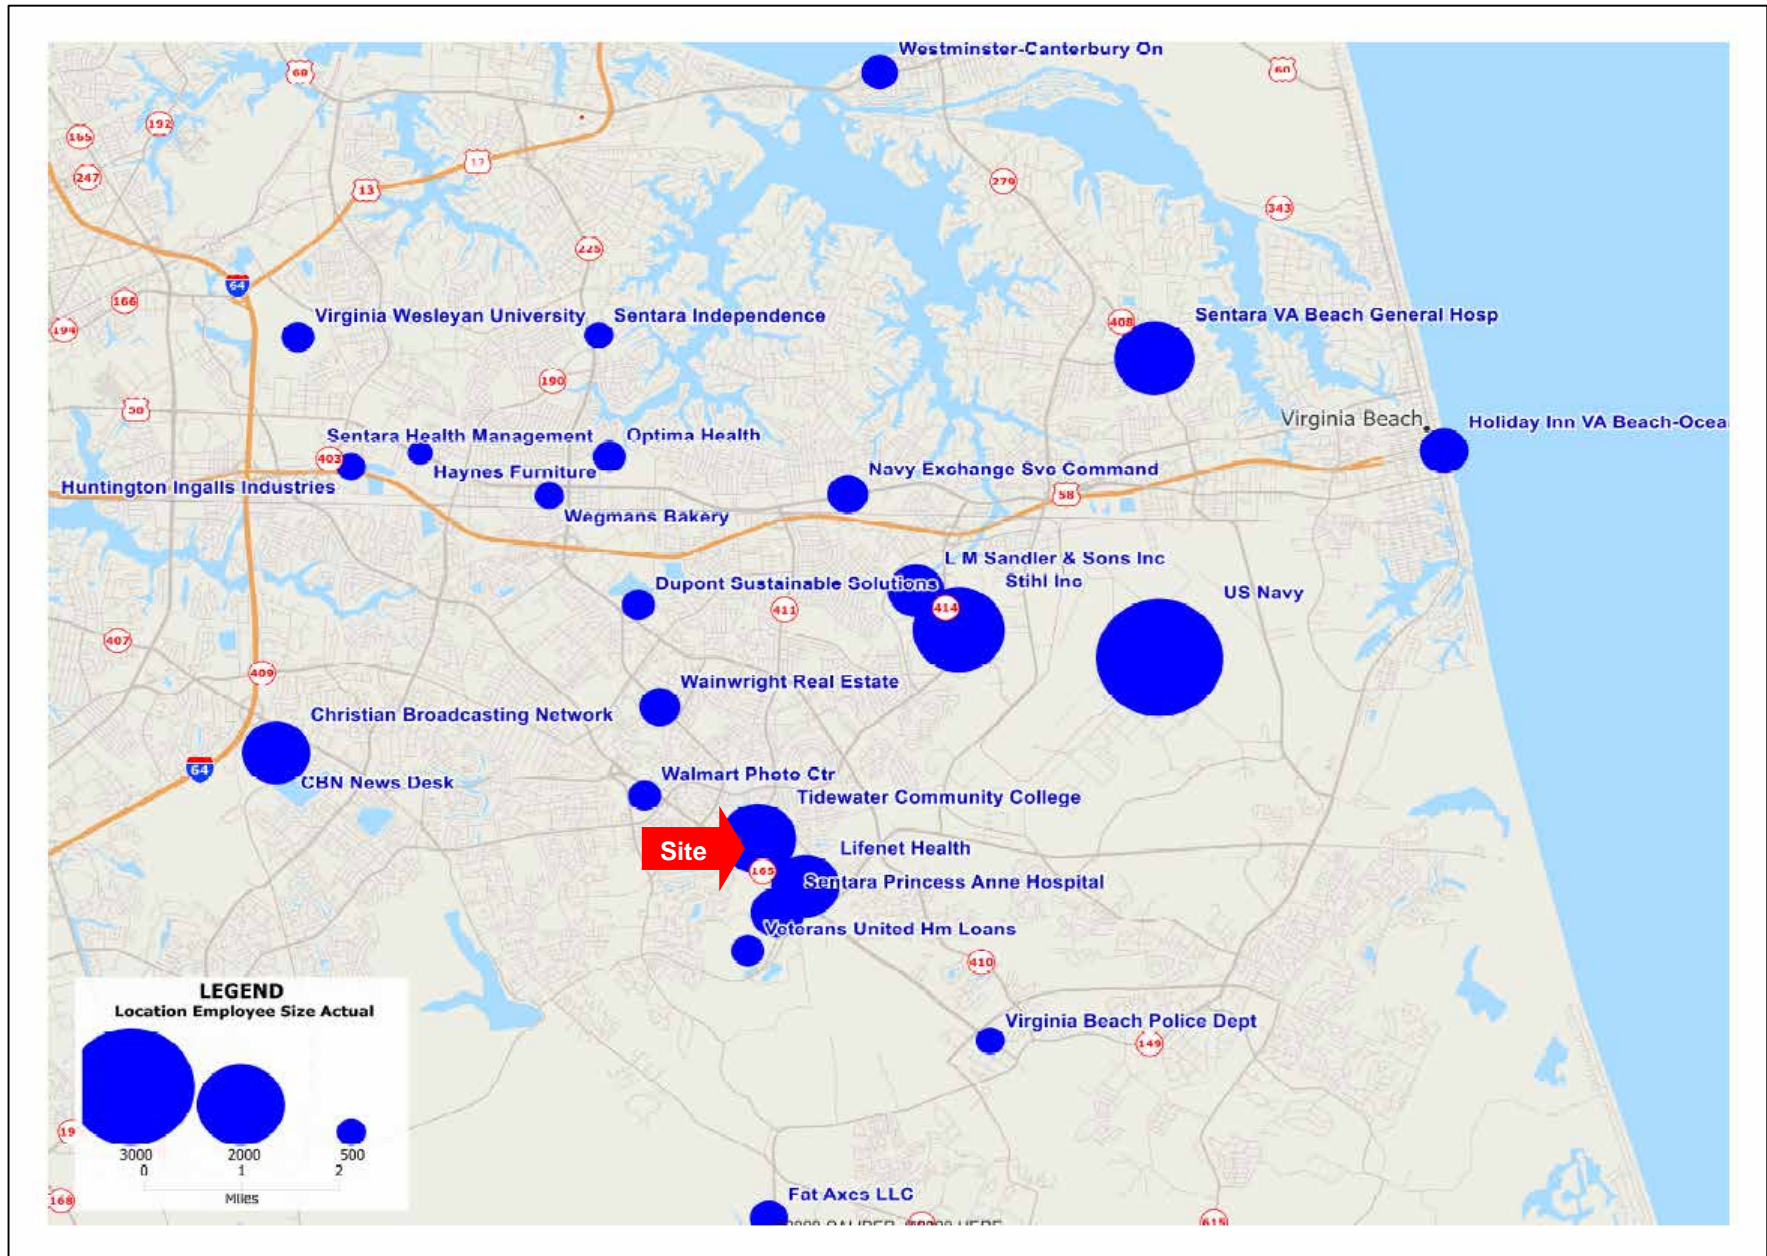 Westminster-Canterbury On
68
60
192
165
17
247
279
13
343
225
64
166
194
Virginia Wesleyan University
Sentara Independence
408
Sentara VA Beach General Hosp
190
58
Virginia Beach
Holiday Inn VA Beach-Ocea
Sentara Health Management
Optima Health
403
Haynes Furniture
Navy Exchange Svc Command
Huntington Ingalls Industries
58
Wegmans Bakery
L M Sandler & Sons Inc
Dupont Sustainable Solutions
Stihl Inc
US Navy
411
414
407
409
Wainwright Real Estate
Christian Broadcasting Network
64
CBN News Desk
Walmart Photo Ctr
Tidewater Community College
Site
Lifenet Health
165
Sentara Princess Anne Hospital
Veterans United Hm Loans
410
LEGEND
Location Employee Size Actual
Virginia Beach Police Dept
149
19
3000 2000 500
0 1 2
Miles
168
Fat Axes LLC
615